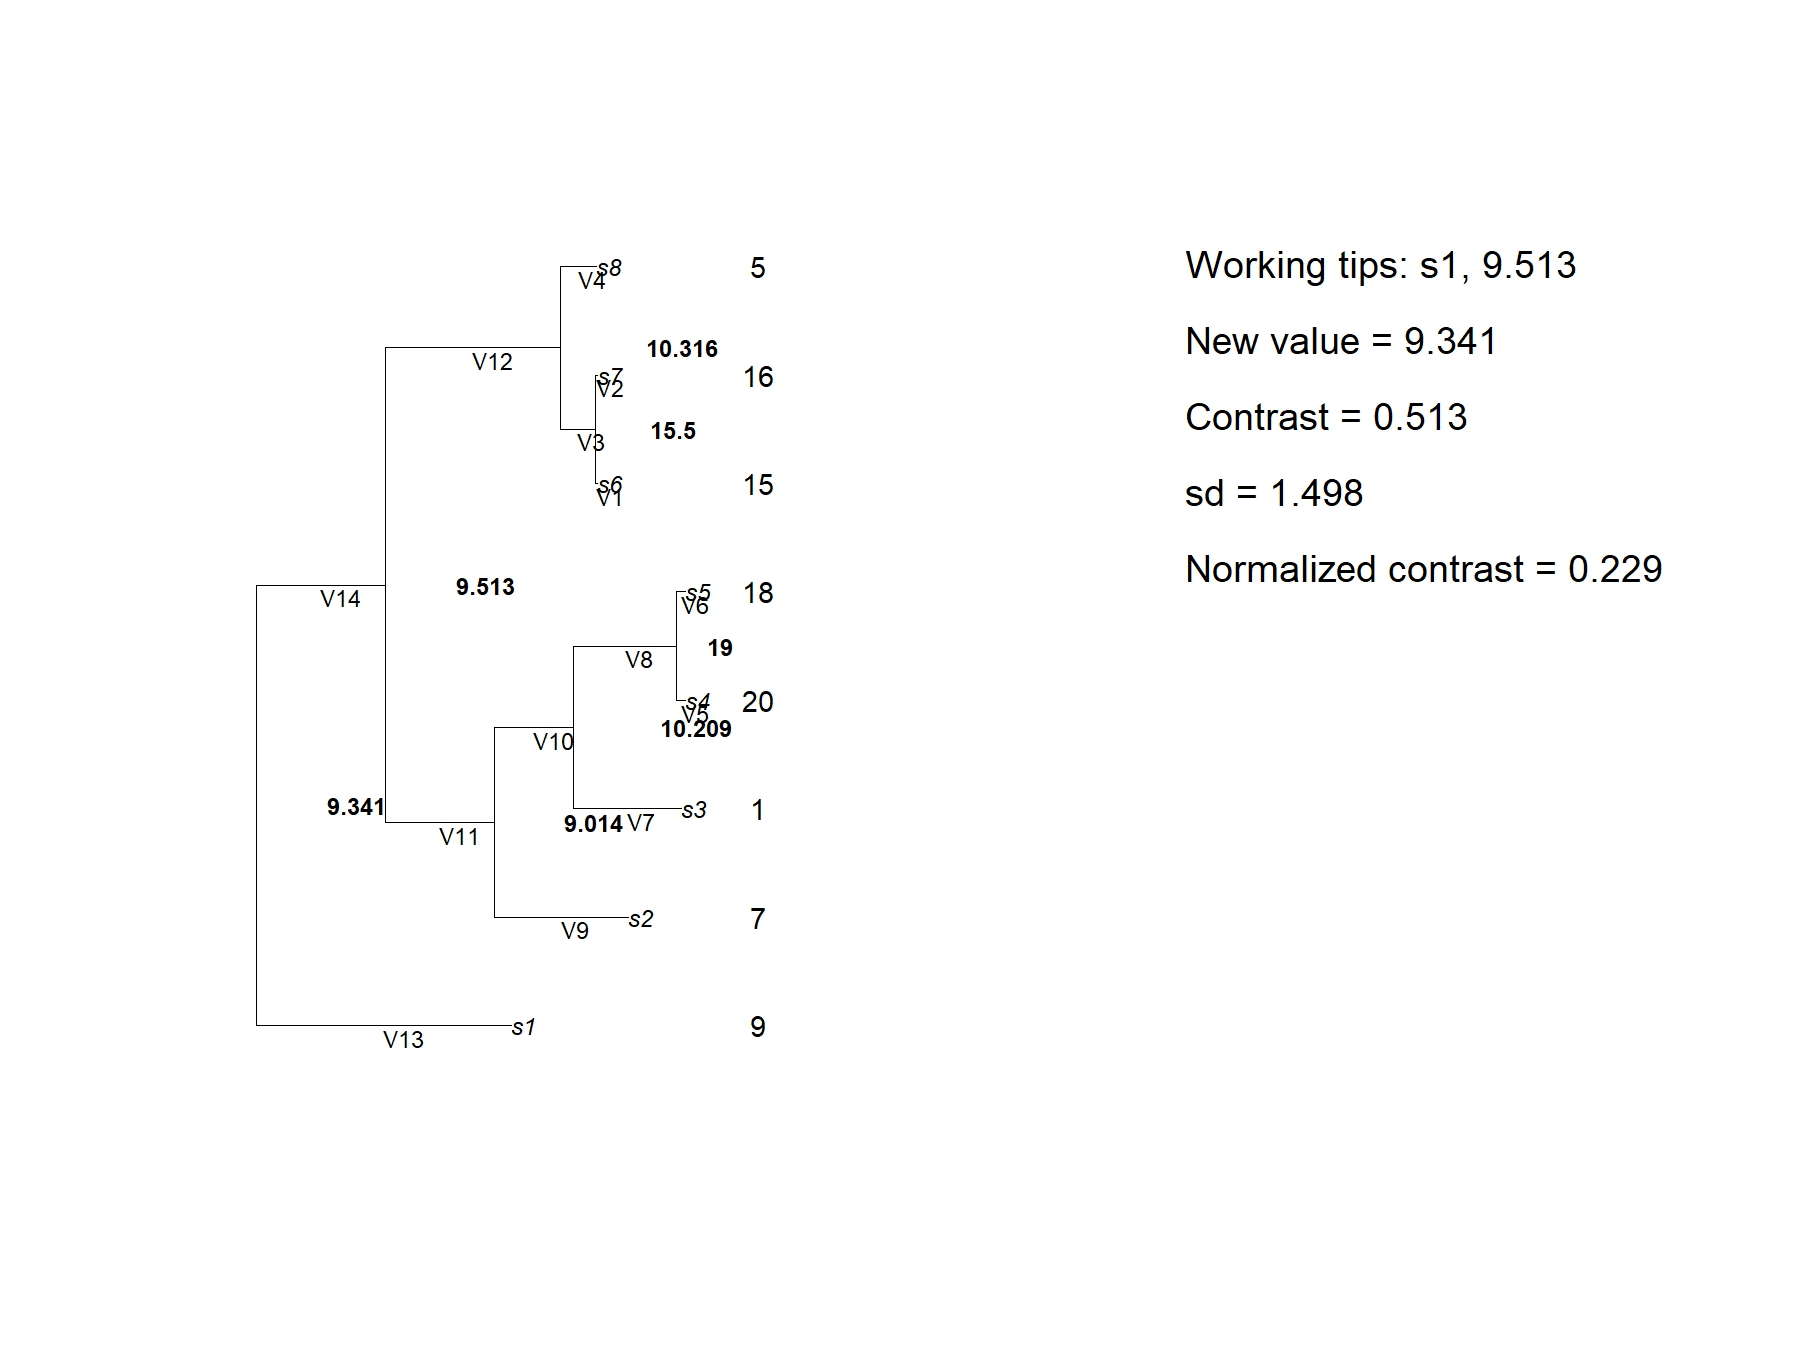 s8 5
V4
10.316
V12
s7 16
V2
15.5
V3
s6 15
V1
9.513
V14
s5 18
V6
19
V8
s4 20
V5
10.209
V10
9.341
s3 1
9.014 V7
V11
s2 7
V9
s1 9
V13
Working tips: s1, 9.513
New value = 9.341
Contrast = 0.513
sd = 1.498
Normalized contrast = 0.229